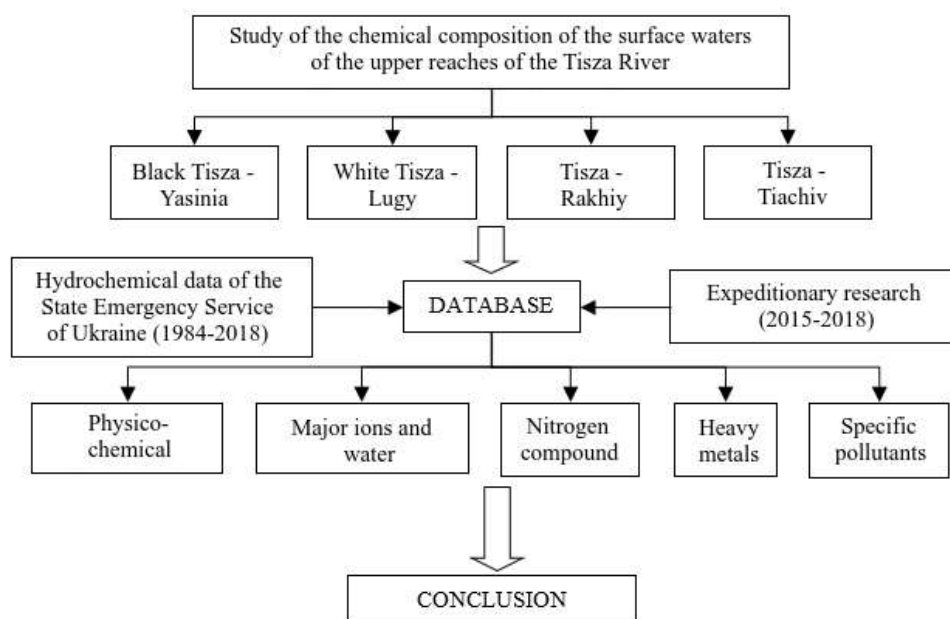 Study of the chemical composition of the surface waters
of the upper reaches of the Tisza River
Black Tisza -
Yasinia
White Tisza -
Lugy
Tisza -
Rakhiy
Tisza -
Tiachiv
Hydrochemical data of the
State Emergency Service
of Ukraine (1984-2018)
DATABASE
Expeditionary research
(2015-2018)
Physico-
chemical
Major ions and
water
Nitrogen
compound
Heavy
metals
Specific
pollutants
CONCLUSION